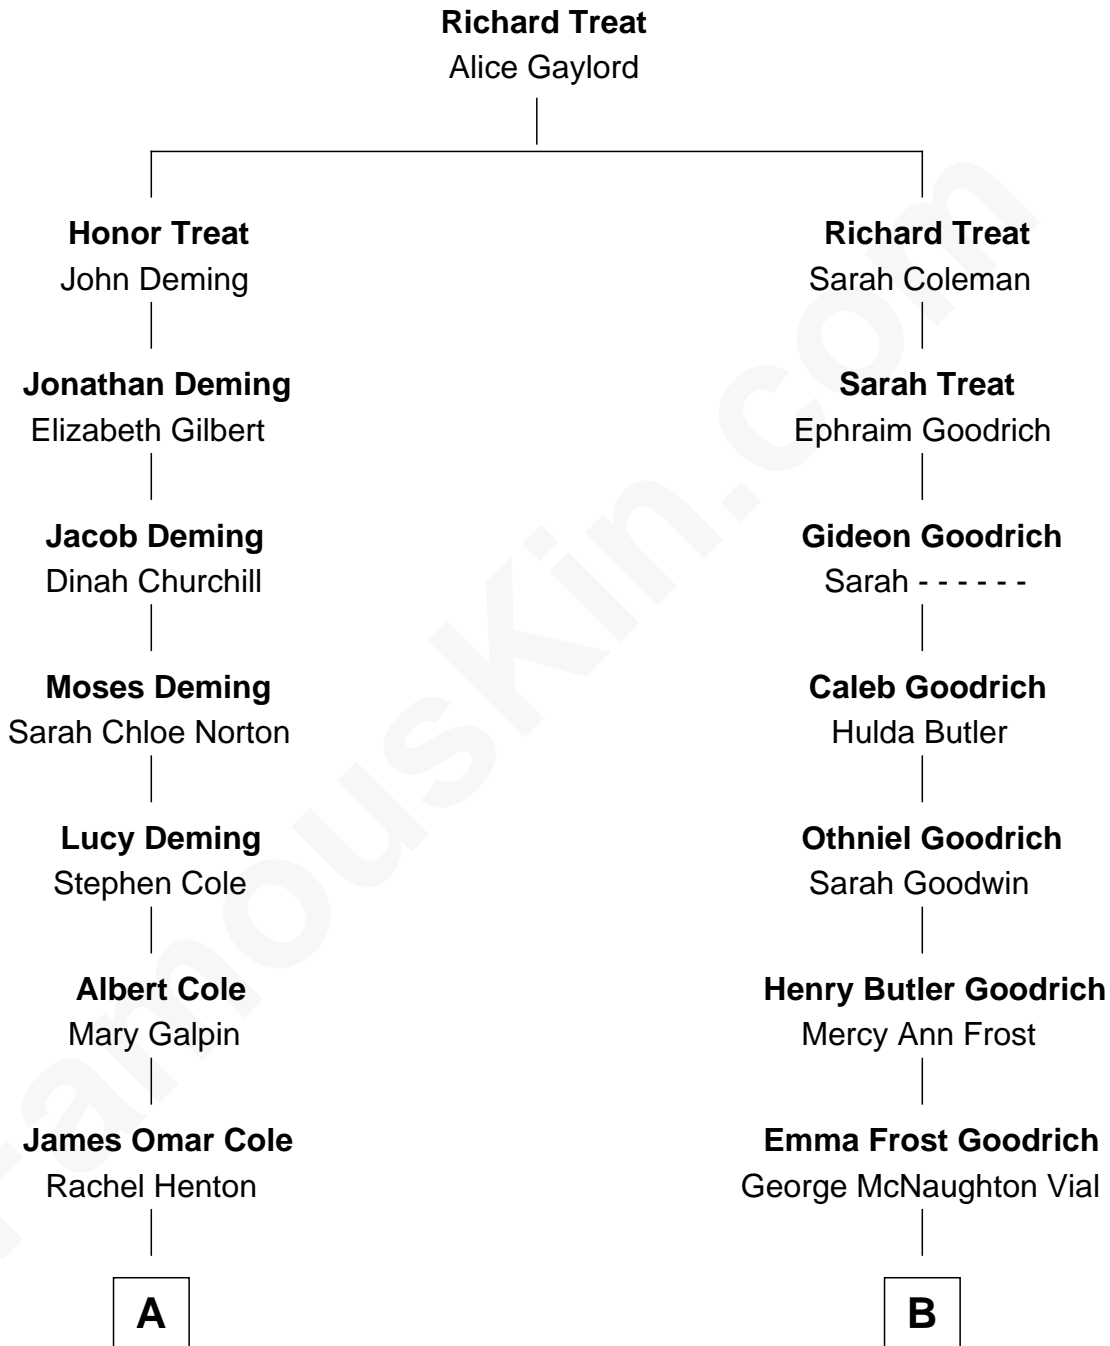 Richard Treat
Alice Gaylord
Honor Treat
John Deming
Richard Treat
Sarah Coleman
Jonathan Deming
Elizabeth Gilbert
Sarah Treat
Ephraim Goodrich
Jacob Deming
Dinah Churchill
Gideon Goodrich
Sarah - - - - - -
Moses Deming
Sarah Chloe Norton
Caleb Goodrich
Hulda Butler
Lucy Deming
Stephen Cole
Othniel Goodrich
Sarah Goodwin
Albert Cole
Mary Galpin
Henry Butler Goodrich
Mercy Ann Frost
James Omar Cole
Rachel Henton
Emma Frost Goodrich
George McNaughton Vial
A
B
FamousKin.com